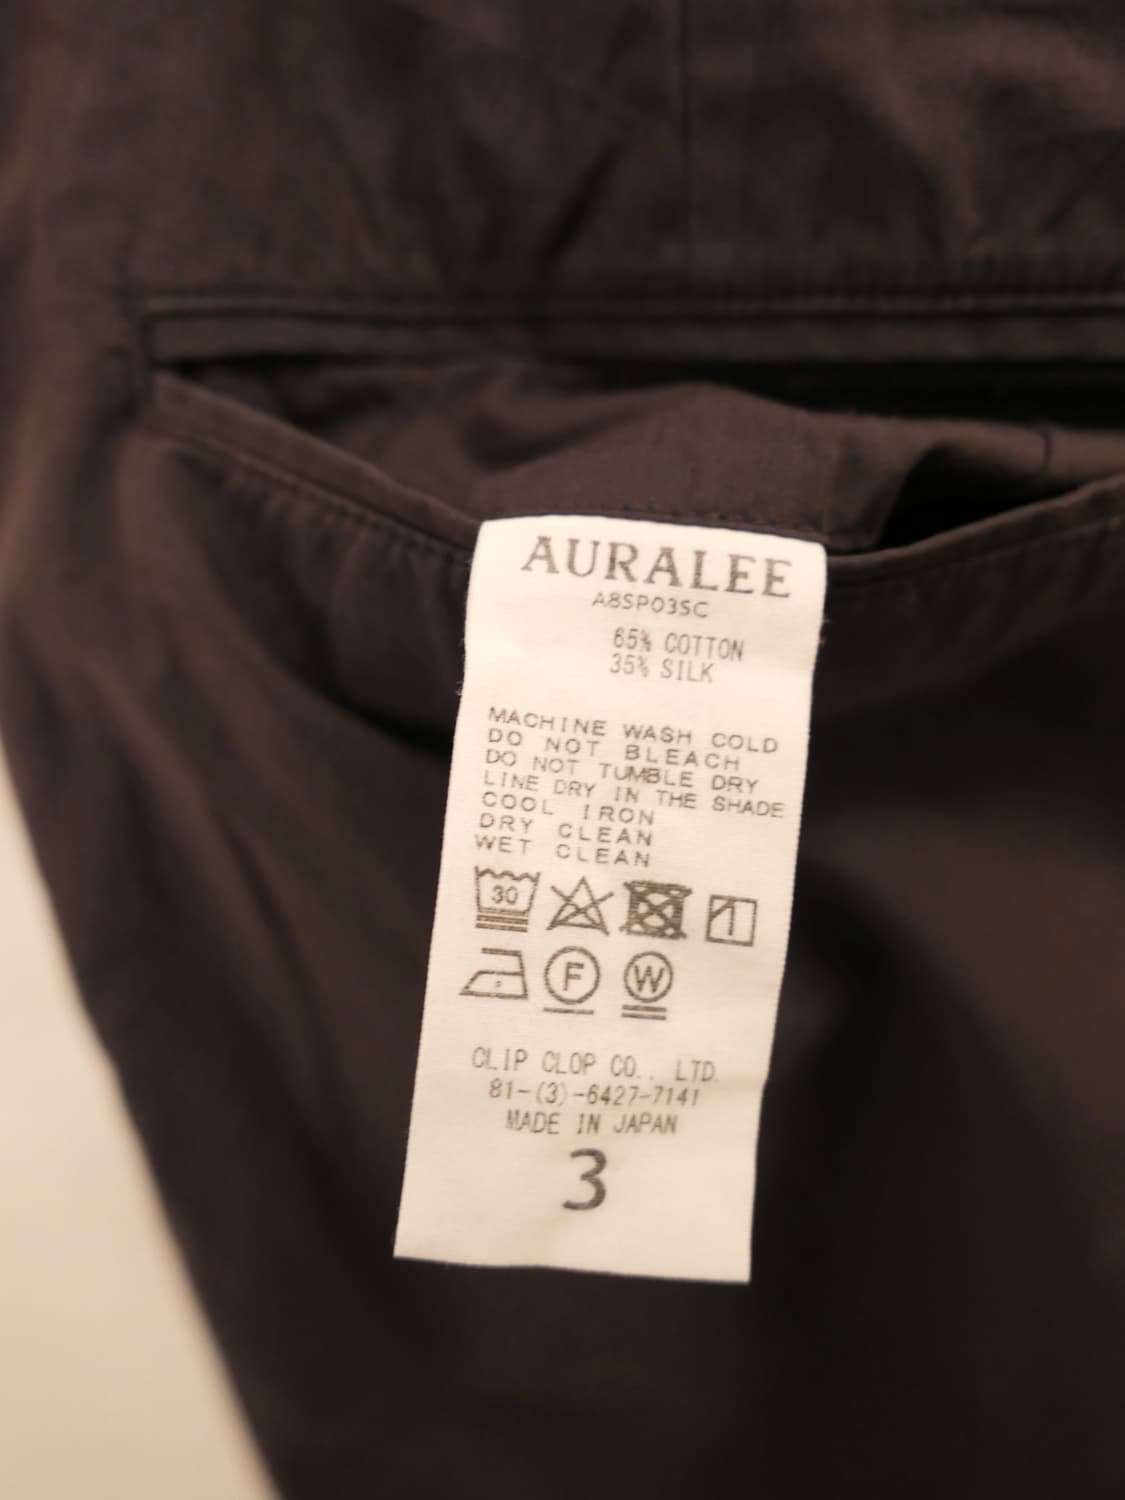 AURALEE
A8SP03SC
65% COTTON
35% SILK
MACHINE WASH COLD
DO NOT BLEACH
DO NOT TUMBLE DRY
LINE DRY IN THE SHADE
COOL IRON
DRY CLEAN
WET CLEAN
30
F W
CLIP CLOP CO., LTD.
81-(3)-6427-7141
MADE IN JAPAN
3